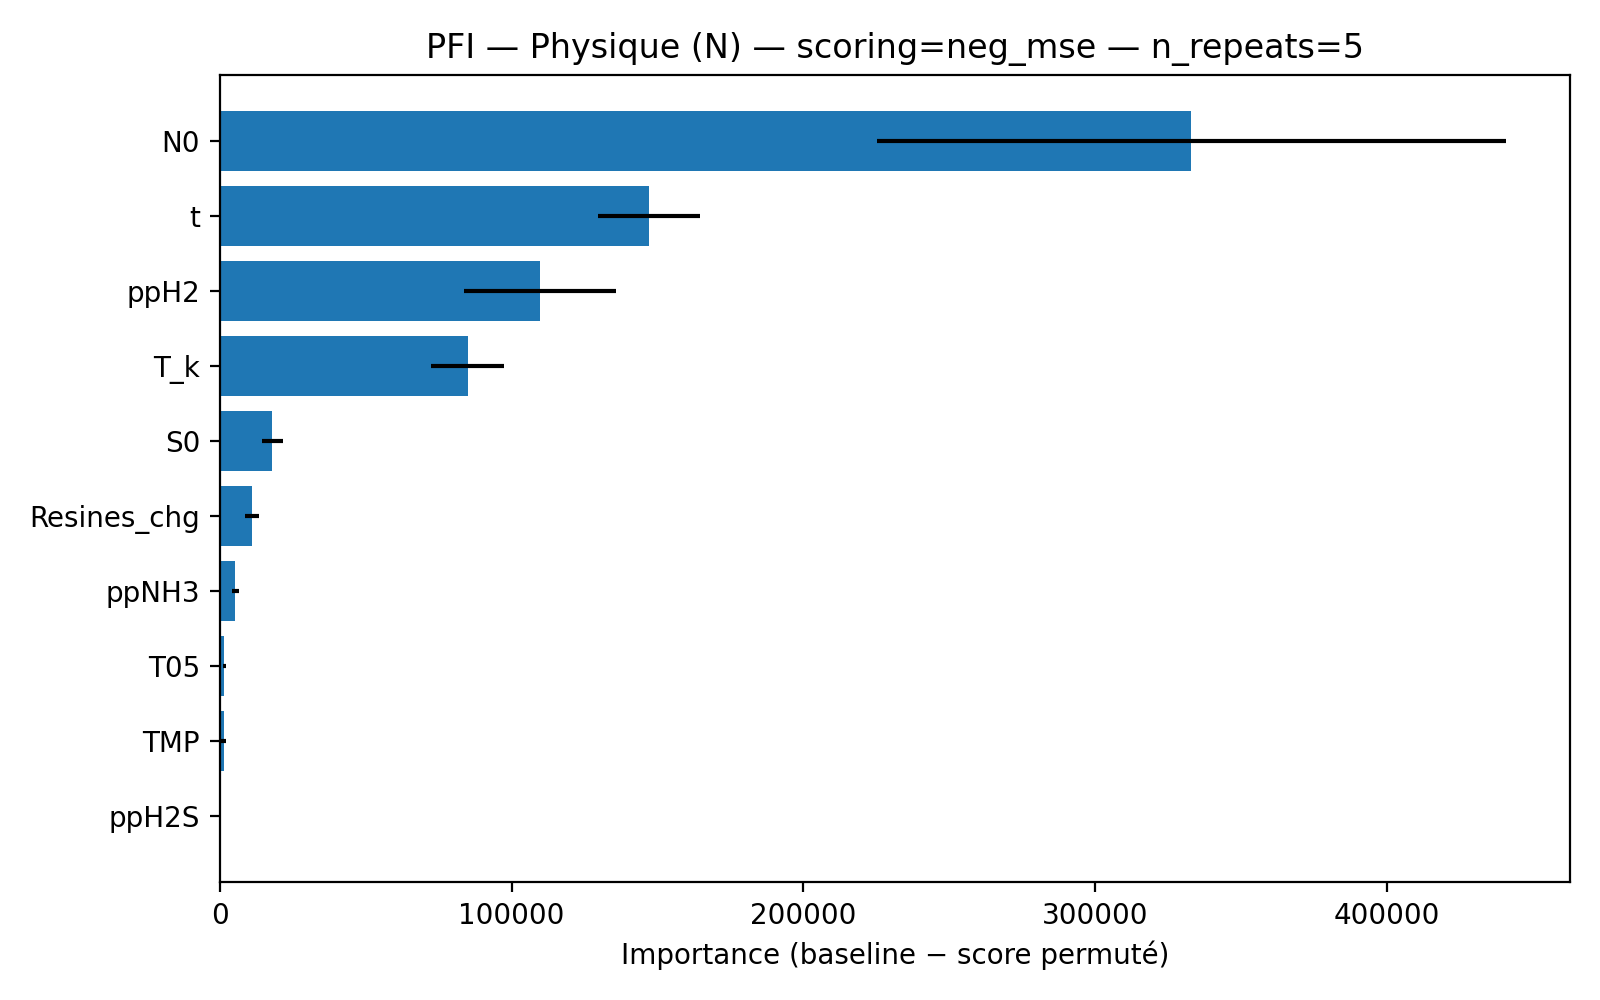 PFI — Physique (N) — scoring=neg_mse — n_repeats=5
N0
t
ppH2
T_k
S0
Resines_chg
ppNH3
T05
TMP
ppH2S
0 100000 200000 300000 400000
Importance (baseline − score permuté)